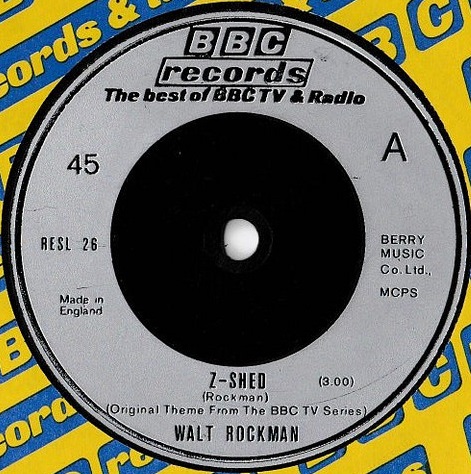 BBC
records
The best of BBC TV & Radio
45
A
RESL 26
BERRY
MUSIC
Co. Ltd.,
MCPS
Made in
England
Z-SHED (3.00)
(Rockman)
(Original Theme From The BBC TV Series)
WALT ROCKMAN